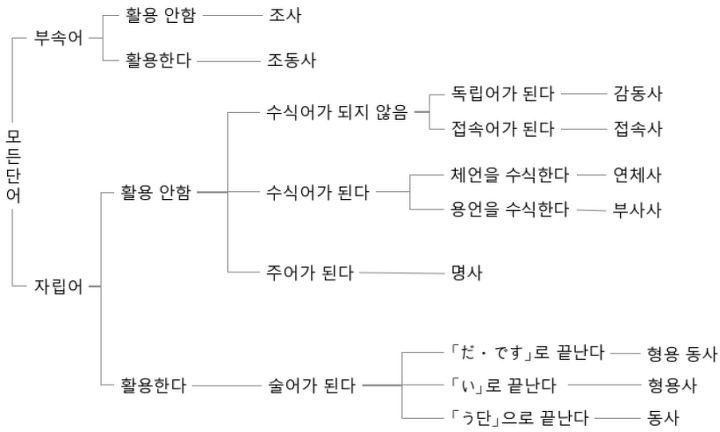 모든단어
부속어
활용 안함
조사
활용한다
조동사
자립어
활용 안함
수식어가 되지 않음
독립어가 된다
감동사
접속어가 된다
접속사
수식어가 된다
체언을 수식한다
연체사
용언을 수식한다
부사사
주어가 된다
명사
활용한다
술어가 된다
「だ・です」로 끝난다
형용 동사
「い」로 끝난다
형용사
「う단」으로 끝난다
동사